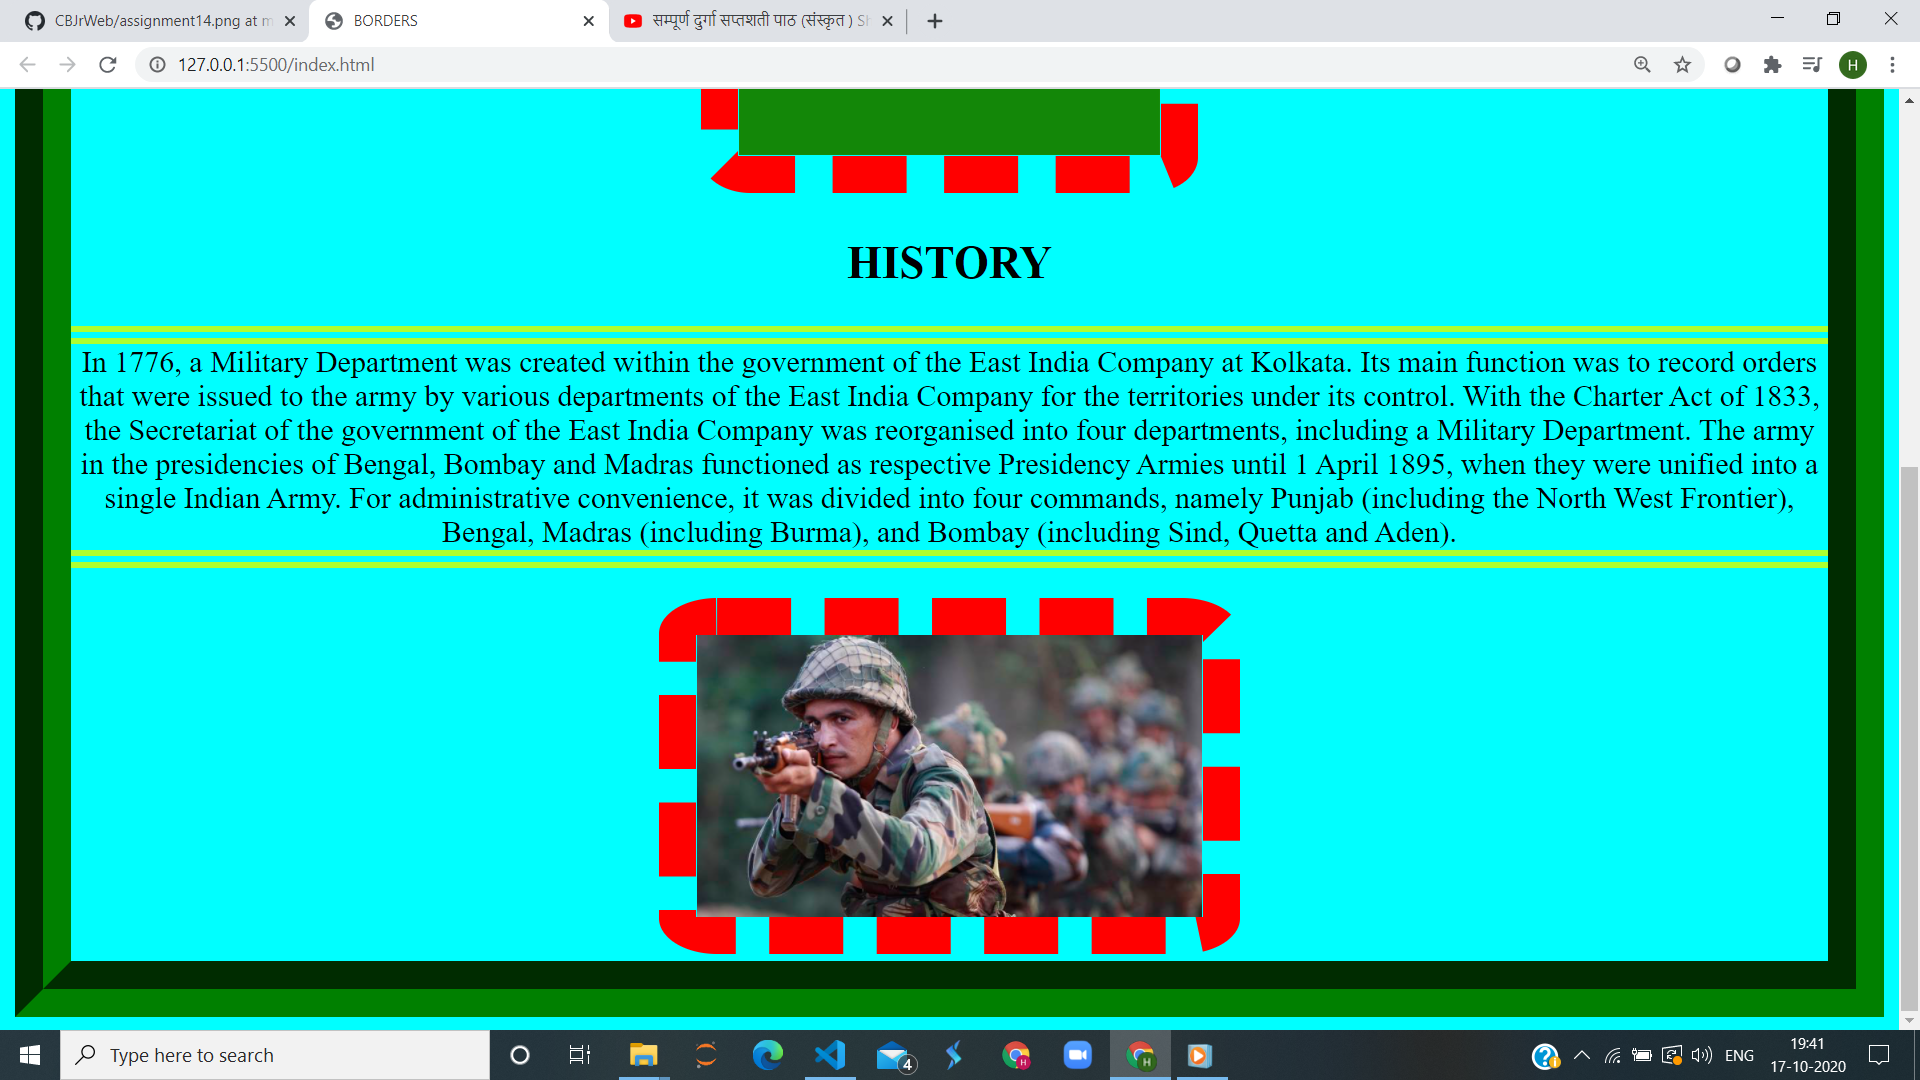 CBJrWeb/assignment14.png at m
BORDERS
सम्पूर्ण दुर्गा सप्तशती पाठ (संस्कृत ) Sh
127.0.0.1:5500/index.html
H
HISTORY
In 1776, a Military Department was created within the government of the East India Company at Kolkata. Its main function was to record orders
that were issued to the army by various departments of the East India Company for the territories under its control. With the Charter Act of 1833,
the Secretariat of the government of the East India Company was reorganised into four departments, including a Military Department. The army
in the presidencies of Bengal, Bombay and Madras functioned as respective Presidency Armies until 1 April 1895, when they were unified into a
single Indian Army. For administrative convenience, it was divided into four commands, namely Punjab (including the North West Frontier),
Bengal, Madras (including Burma), and Bombay (including Sind, Quetta and Aden).
Type here to search
4
H
H
ENG
19:41
17-10-2020